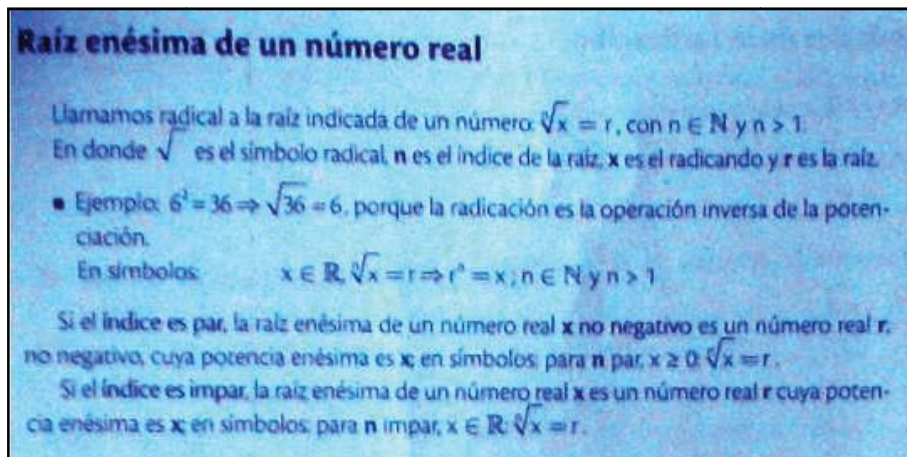 Raíz enésima de un número real
Llamamos radical a la raíz indicada de un número: ⁿ√x = r, con n ∈ ℕ y n > 1.
En donde √ es el símbolo radical, n es el índice de la raíz, x es el radicando y r es la raíz.
■ Ejemplo: 6² = 36 ⇒ √36 = 6, porque la radicación es la operación inversa de la poten-
ciación.
En símbolos: x ∈ ℝ, ⁿ√x = r ⇒ rⁿ = x ; n ∈ ℕ y n > 1
Si el índice es par, la raíz enésima de un número real x no negativo es un número real r,
no negativo, cuya potencia enésima es x; en símbolos: para n par, x ≥ 0: ⁿ√x = r.
Si el índice es impar, la raíz enésima de un número real x es un número real r cuya poten-
cia enésima es x; en símbolos: para n impar, x ∈ ℝ: ⁿ√x = r.